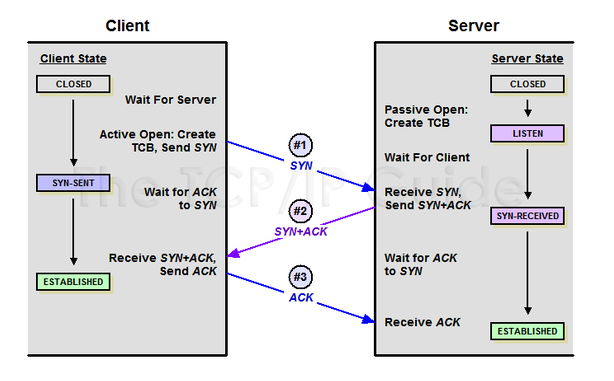 Client
Server
Client State
Server State
CLOSED
CLOSED
Wait For Server
Passive Open:
Create TCB
Active Open: Create
TCB, Send SYN
#1
SYN
LISTEN
Wait For Client
SYN-SENT
Wait for ACK
to SYN
Receive SYN,
Send SYN+ACK
#2
SYN+ACK
SYN-RECEIVED
Receive SYN+ACK,
Send ACK
Wait for ACK
to SYN
#3
ACK
ESTABLISHED
Receive ACK
ESTABLISHED
The TCP/IP Guide